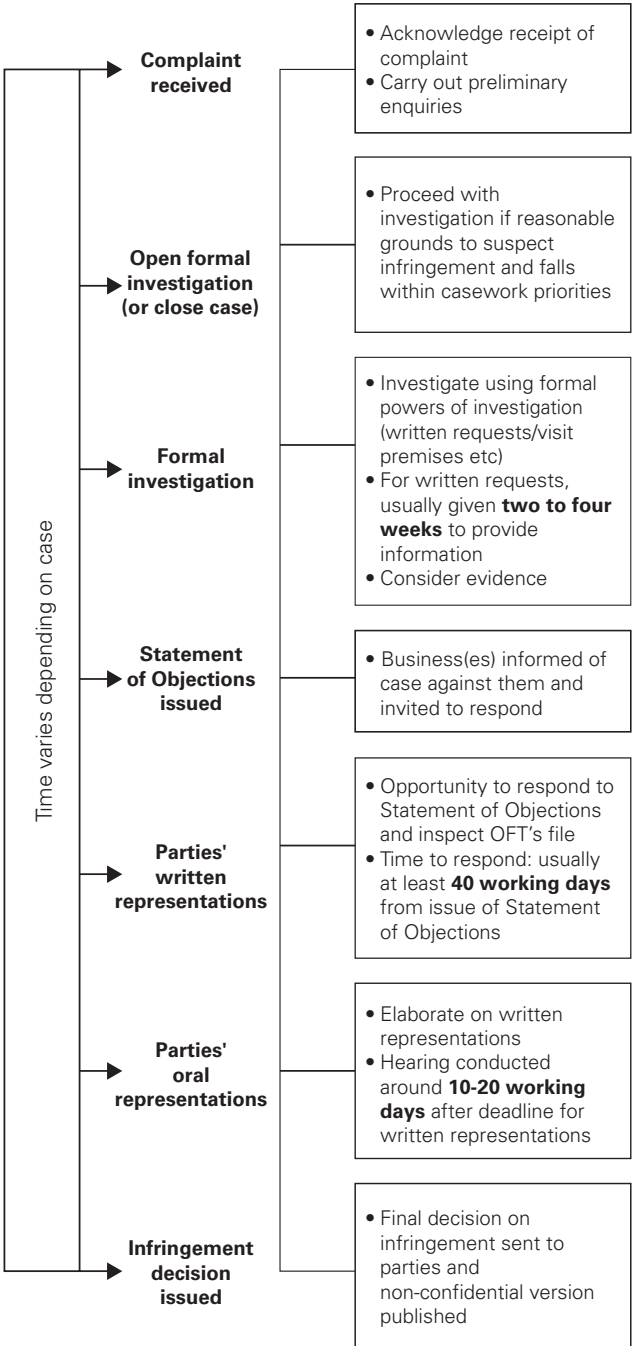 Complaint
received
• Acknowledge receipt of
complaint
• Carry out preliminary
enquiries
Open formal
investigation
(or close case)
• Proceed with
investigation if reasonable
grounds to suspect
infringement and falls
within casework priorities
Formal
investigation
• Investigate using formal
powers of investigation
(written requests/visit
premises etc)
• For written requests,
usually given two to four
weeks to provide
information
• Consider evidence
Time varies depending on case
Statement
of Objections
issued
• Business(es) informed of
case against them and
invited to respond
Parties'
written
representations
• Opportunity to respond to
Statement of Objections
and inspect OFT's file
• Time to respond: usually
at least 40 working days
from issue of Statement
of Objections
Parties'
oral
representations
• Elaborate on written
representations
• Hearing conducted
around 10-20 working
days after deadline for
written representations
Infringement
decision
issued
• Final decision on
infringement sent to
parties and
non-confidential version
published